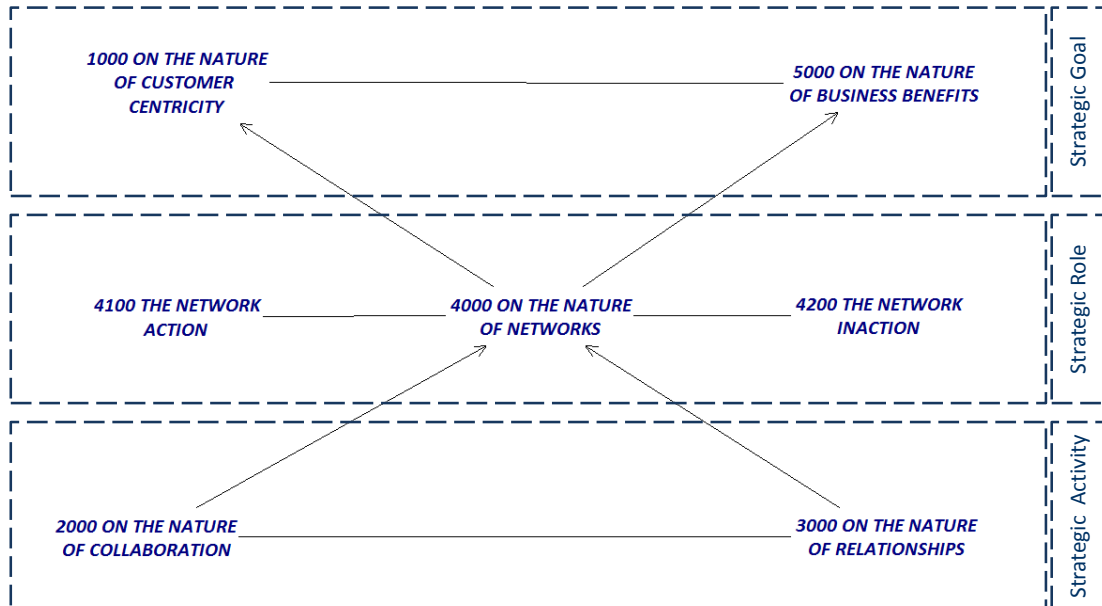 1000 ON THE NATURE
OF CUSTOMER
CENTRICITY
5000 ON THE NATURE
OF BUSINESS BENEFITS
Strategic Goal
4100 THE NETWORK
ACTION
4000 ON THE NATURE
OF NETWORKS
4200 THE NETWORK
INACTION
Strategic Role
2000 ON THE NATURE
OF COLLABORATION
3000 ON THE NATURE
OF RELATIONSHIPS
Strategic Activity